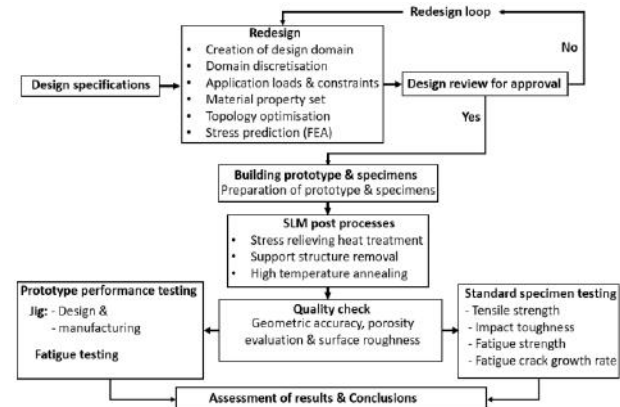 Redesign loop
Redesign
• Creation of design domain
• Domain discretisation
• Application loads & constraints
• Material property set
• Topology optimisation
• Stress prediction (FEA)
Design specifications
Design review for approval
No
Yes
Building prototype & specimens
Preparation of prototype & specimens
SLM post processes
• Stress relieving heat treatment
• Support structure removal
• High temperature annealing
Prototype performance testing
Jig: - Design &
- manufacturing
Fatigue testing
Quality check
Geometric accuracy, porosity
evaluation & surface roughness
Standard specimen testing
- Tensile strength
- Impact toughness
- Fatigue strength
- Fatigue crack growth rate
Assessment of results & Conclusions